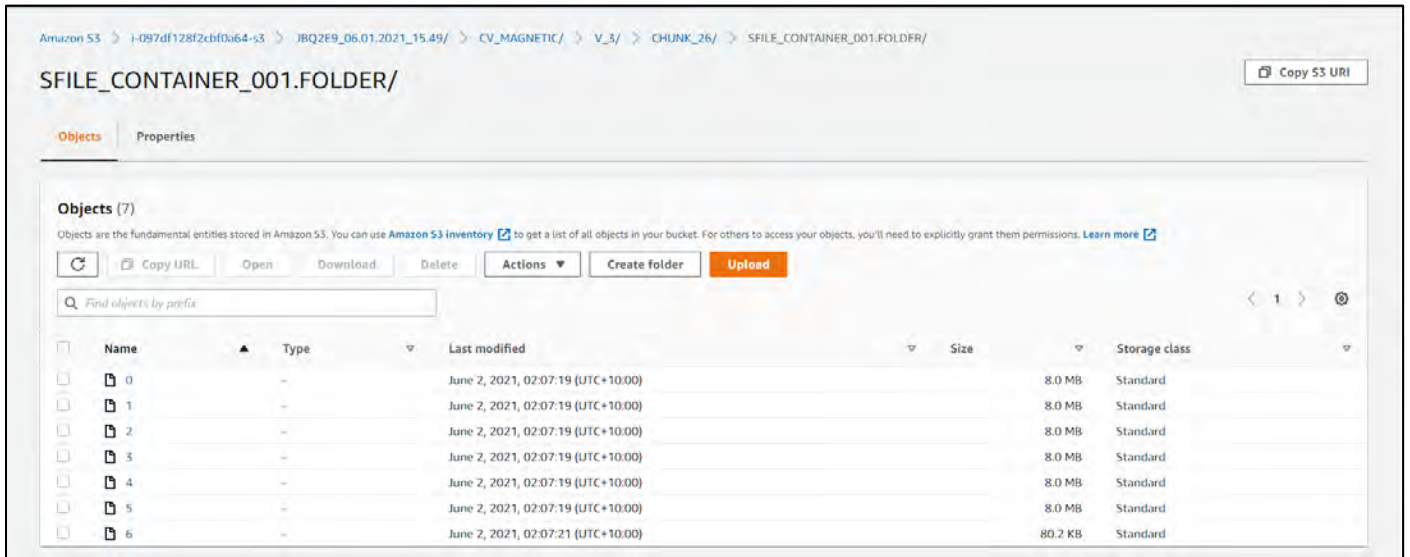 Amazon S3 > i-097df128f2cbf0a64-s3 > JBQ2E9_06.01.2021_15.49/ > CV_MAGNETIC/ > V_3/ > CHUNK_26/ > SFILE_CONTAINER_001.FOLDER/
SFILE_CONTAINER_001.FOLDER/
Copy S3 URI
Objects Properties
Objects (7)
Objects are the fundamental entities stored in Amazon S3. You can use Amazon S3 inventory to get a list of all objects in your bucket. For others to access your objects, you'll need to explicitly grant them permissions. Learn more
Copy URL Open Download Delete Actions Create folder Upload
Find objects by prefix
< 1 >
Name Type Last modified Size Storage class
0 - June 2, 2021, 02:07:19 (UTC+10:00) 8.0 MB Standard
1 - June 2, 2021, 02:07:19 (UTC+10:00) 8.0 MB Standard
2 - June 2, 2021, 02:07:19 (UTC+10:00) 8.0 MB Standard
3 - June 2, 2021, 02:07:19 (UTC+10:00) 8.0 MB Standard
4 - June 2, 2021, 02:07:19 (UTC+10:00) 8.0 MB Standard
5 - June 2, 2021, 02:07:19 (UTC+10:00) 8.0 MB Standard
6 - June 2, 2021, 02:07:21 (UTC+10:00) 80.2 KB Standard